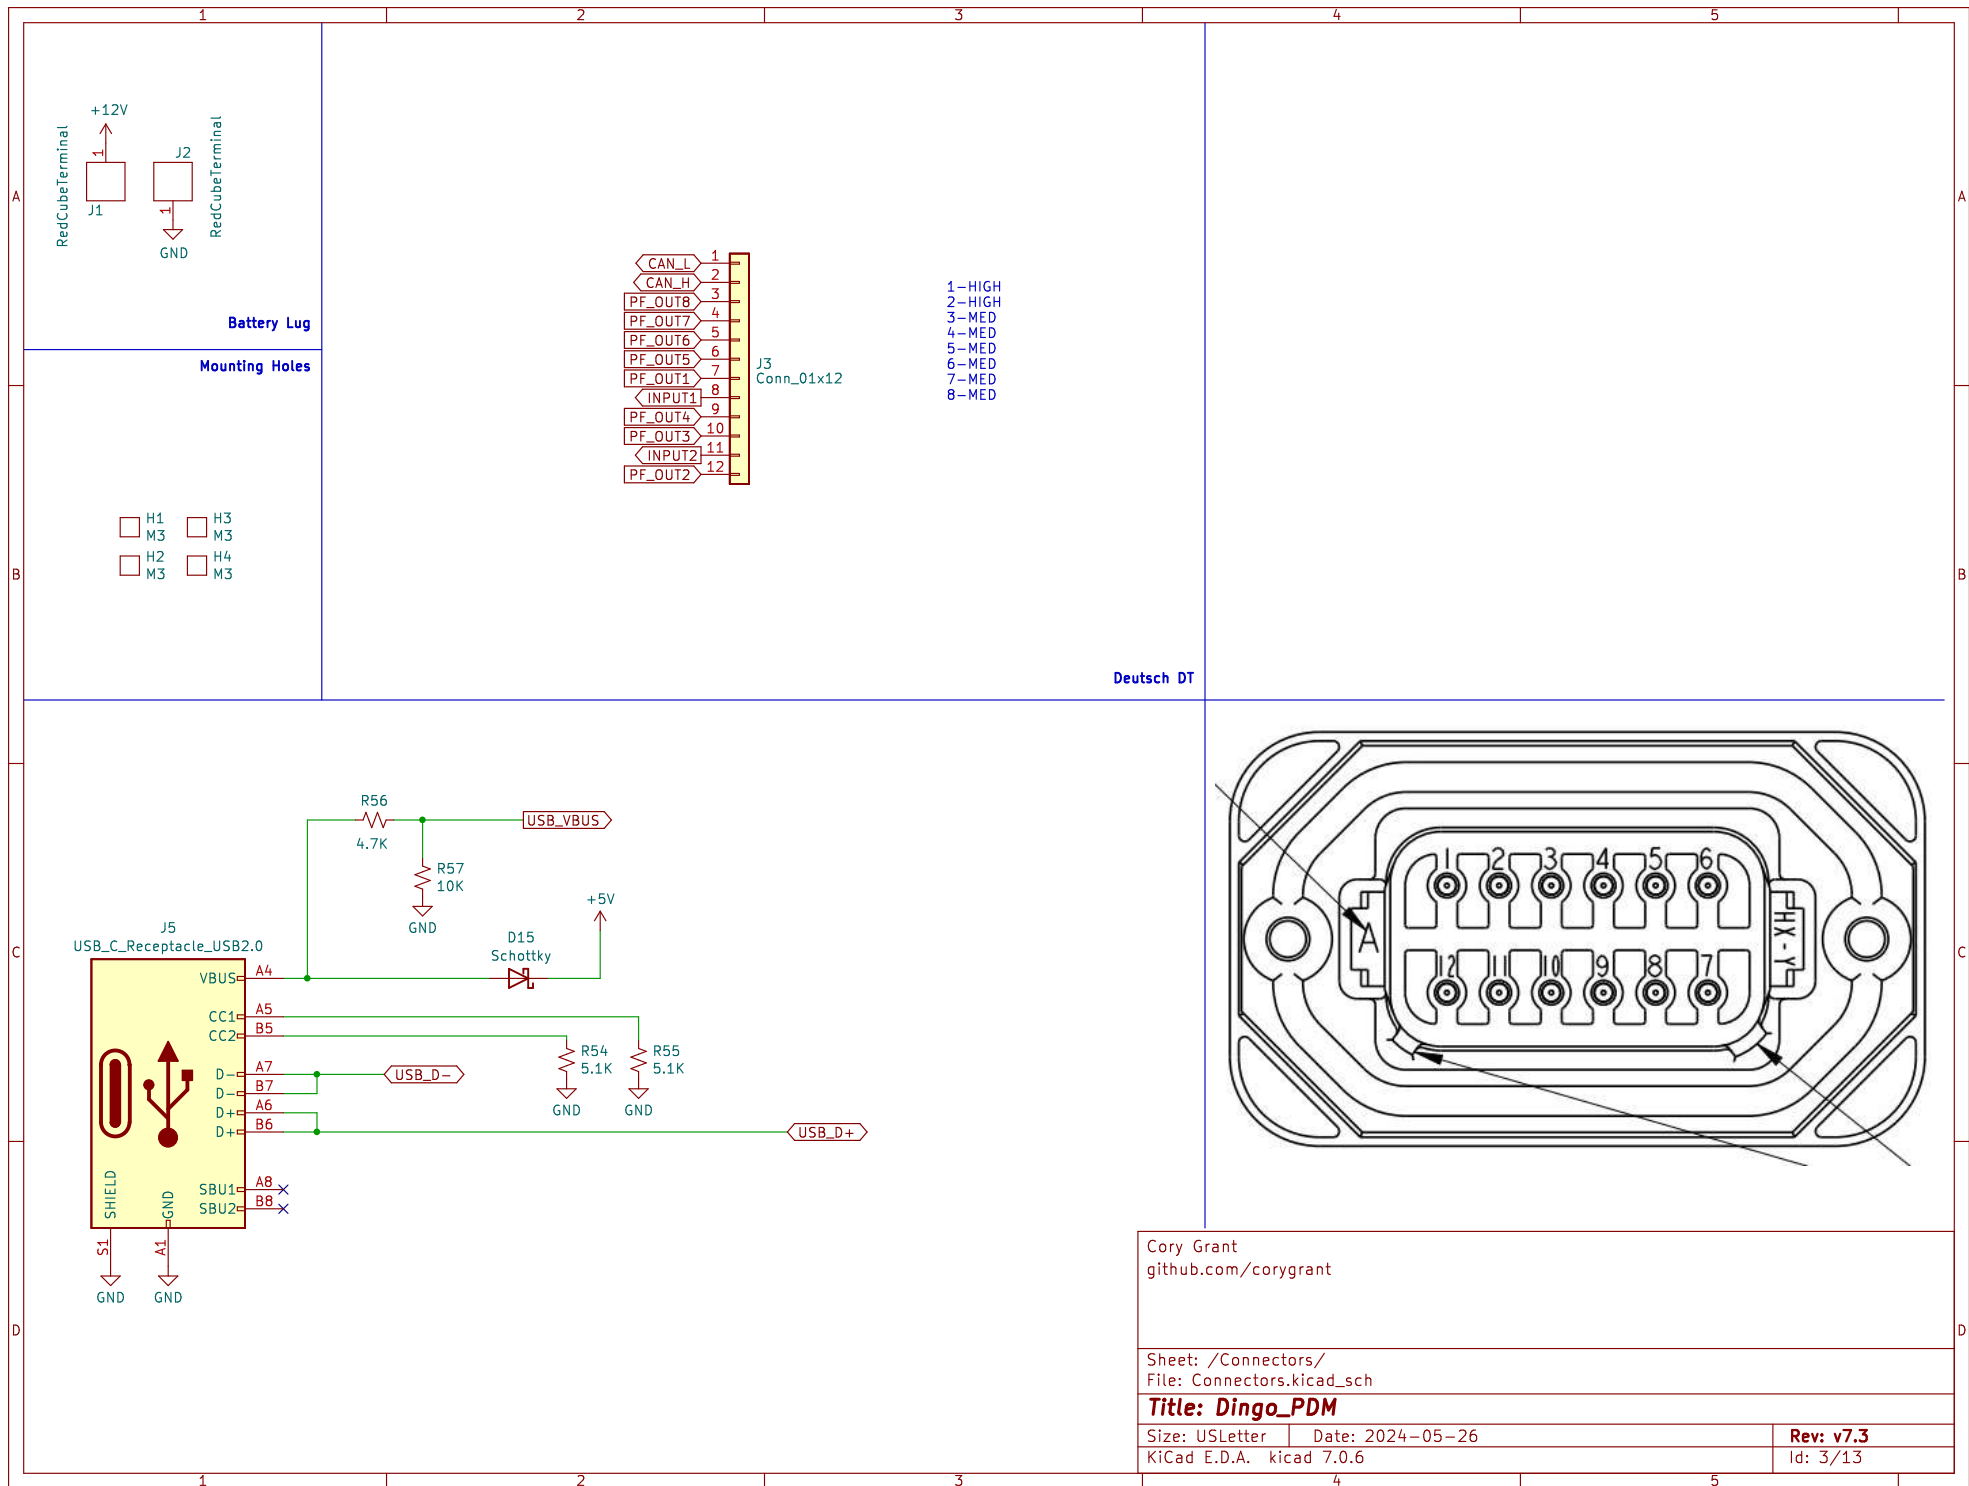 1 2 3 4 5
A
A
B
B
C
C
D
D
+12V
RedCubeTerminal
1
J1
J2
1
RedCubeTerminal
GND
Battery Lug
Mounting Holes
H1
M3
H3
M3
H2
M3
H4
M3
CAN_L 1
CAN_H 2
PF_OUT8 3
PF_OUT7 4
PF_OUT6 5
PF_OUT5 6
PF_OUT1 7
INPUT1 8
PF_OUT4 9
PF_OUT3 10
INPUT2 11
PF_OUT2 12
J3
Conn_01x12
1-HIGH
2-HIGH
3-MED
4-MED
5-MED
6-MED
7-MED
8-MED
Deutsch DT
R56
4.7K
USB_VBUS
R57
10K
GND
+5V
D15
Schottky
J5
USB_C_Receptacle_USB2.0
VBUS A4
CC1 A5
CC2 B5
D- A7
D- B7
D+ A6
D+ B6
SBU1 A8
SBU2 B8
SHIELD
GND
S1
A1
GND
GND
R54
5.1K
GND
R55
5.1K
GND
USB_D-
USB_D+
1 2 3 4 5 6
A
HX-Y
12 11 10 9 8 7
Cory Grant
github.com/corygrant
Sheet: /Connectors/
File: Connectors.kicad_sch
Title: Dingo_PDM
Size: USLetter Date: 2024-05-26 Rev: v7.3
KiCad E.D.A. kicad 7.0.6 Id: 3/13
1 2 3 4 5